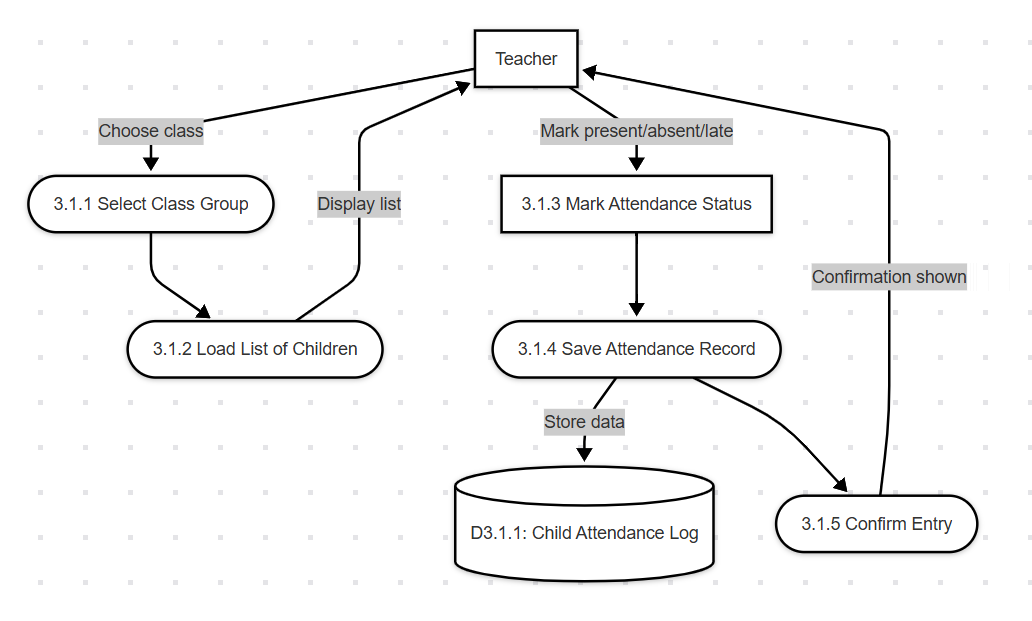 Teacher
Choose class
Mark present/absent/late
3.1.1 Select Class Group
Display list
3.1.3 Mark Attendance Status
Confirmation shown
3.1.2 Load List of Children
3.1.4 Save Attendance Record
Store data
D3.1.1: Child Attendance Log
3.1.5 Confirm Entry